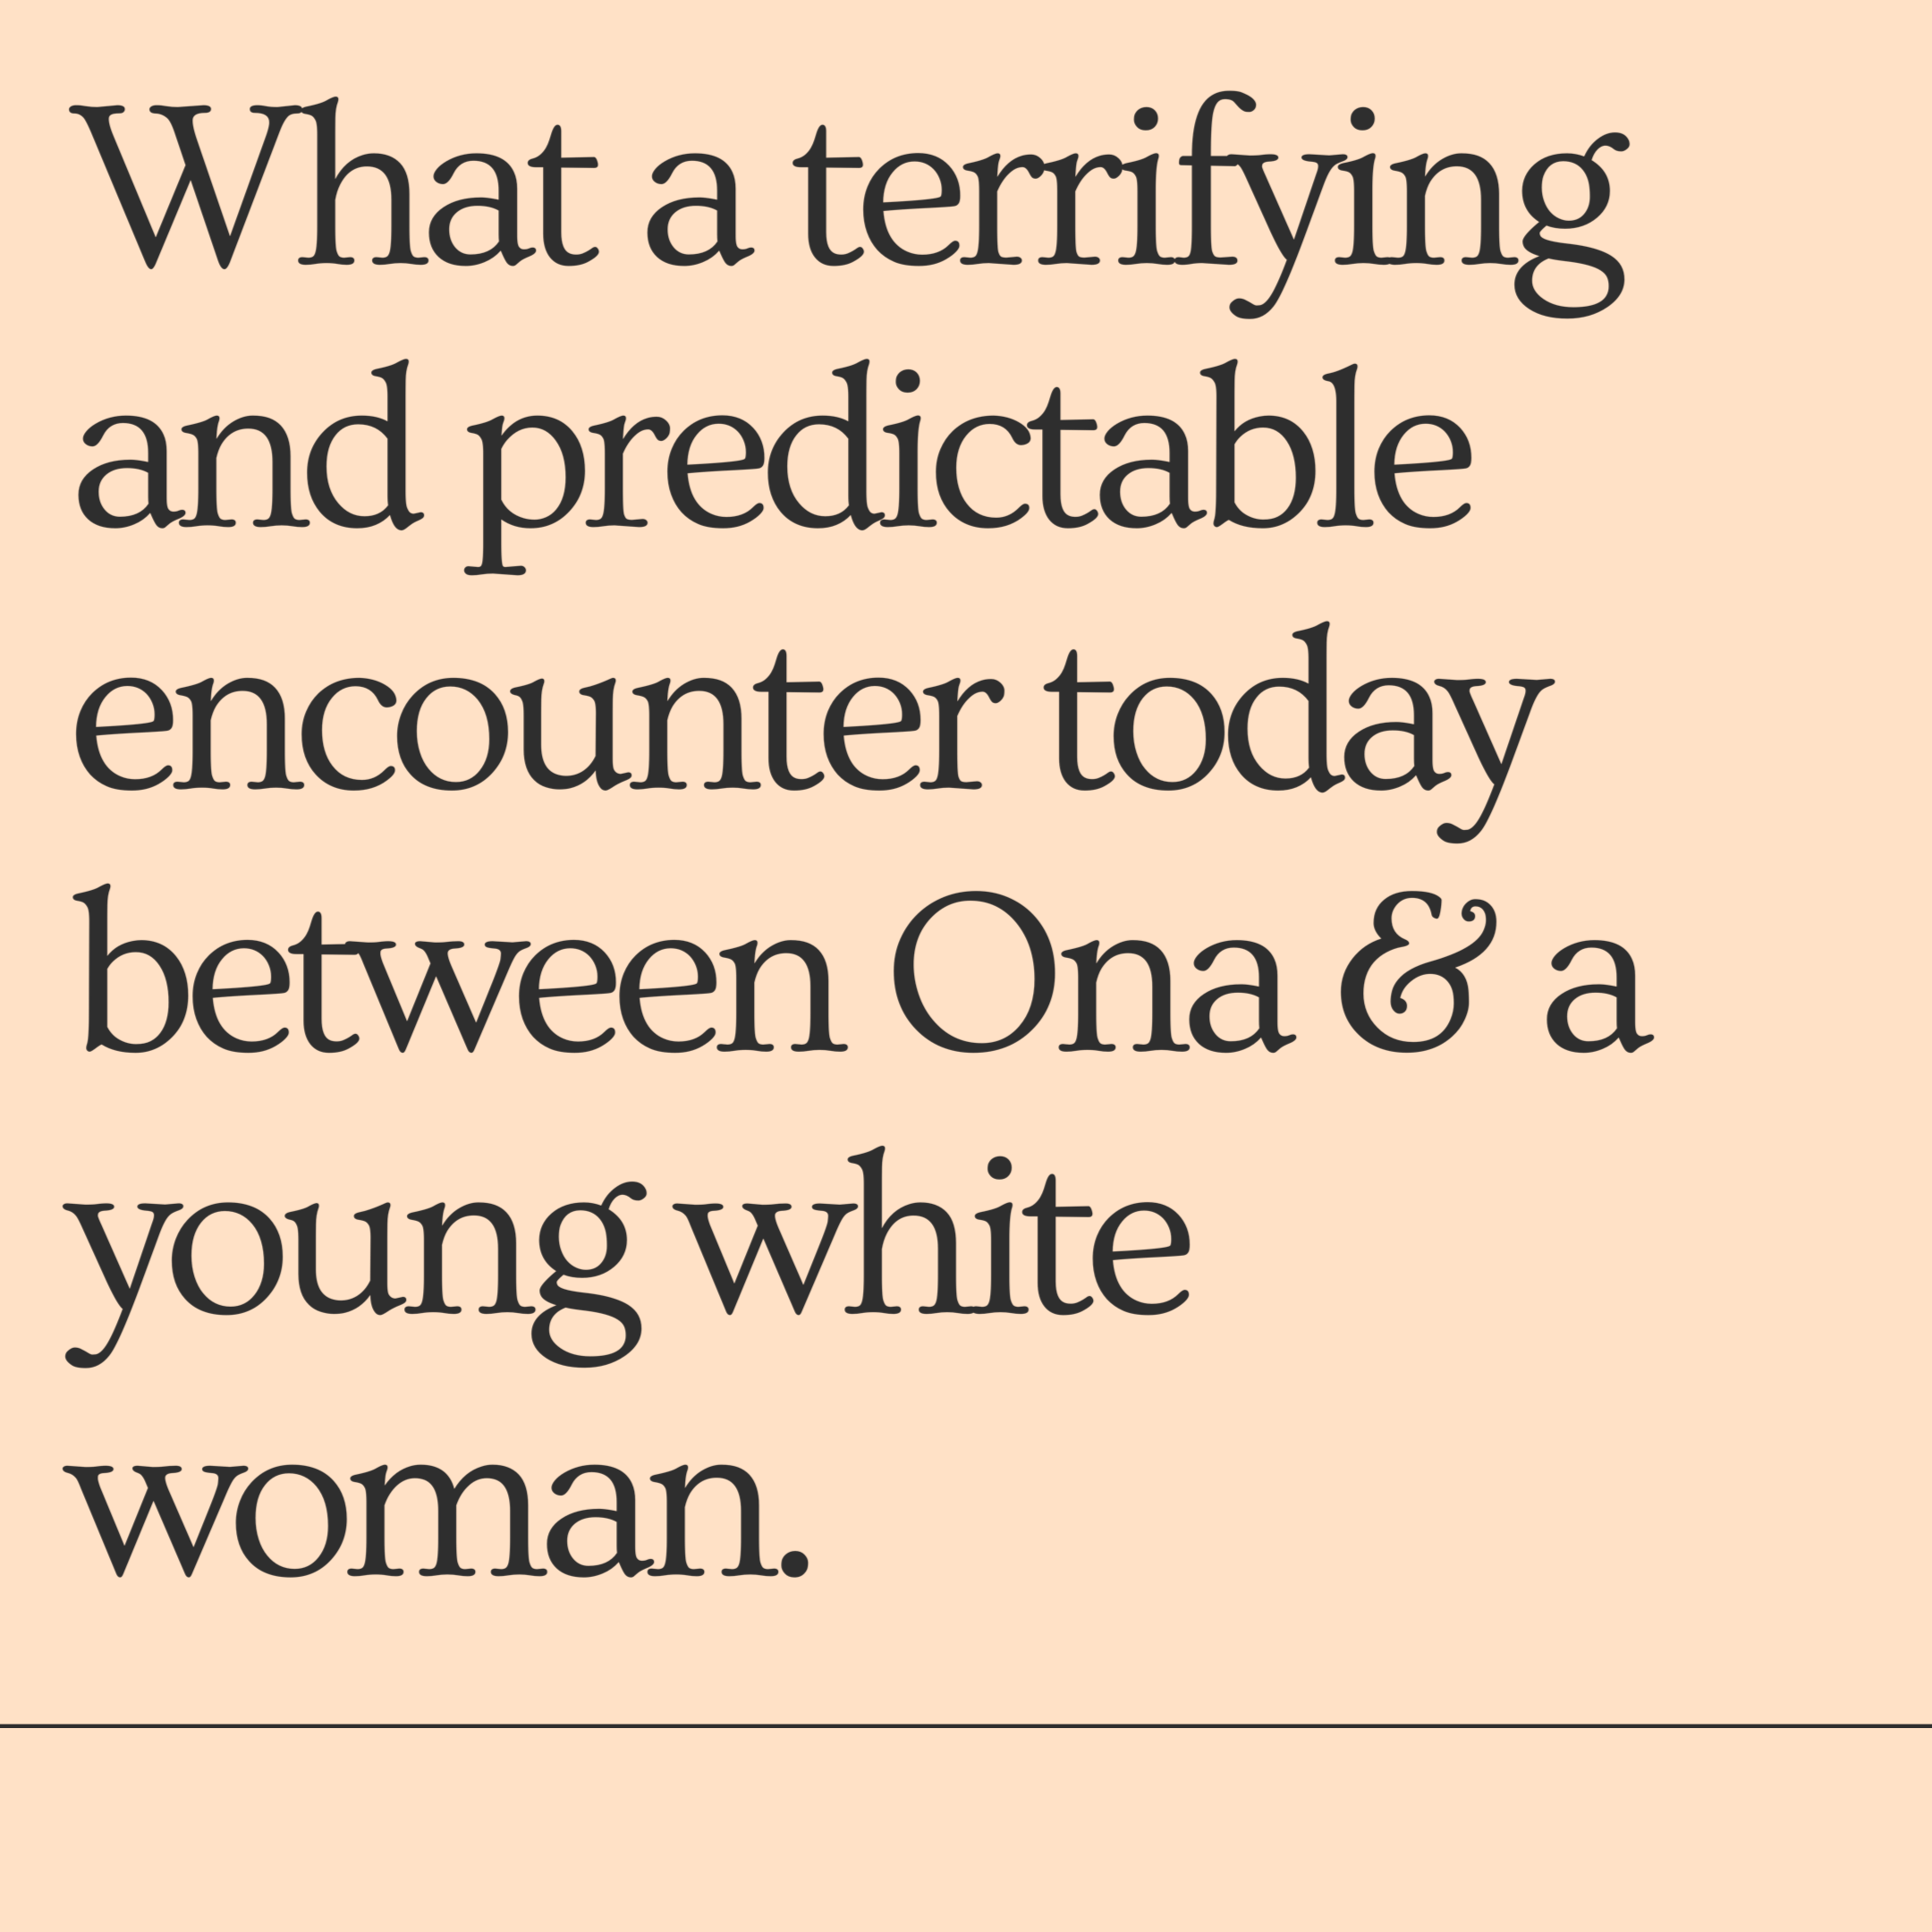 What a terrifying
and predictable
encounter today
between Ona & a
young white
woman.